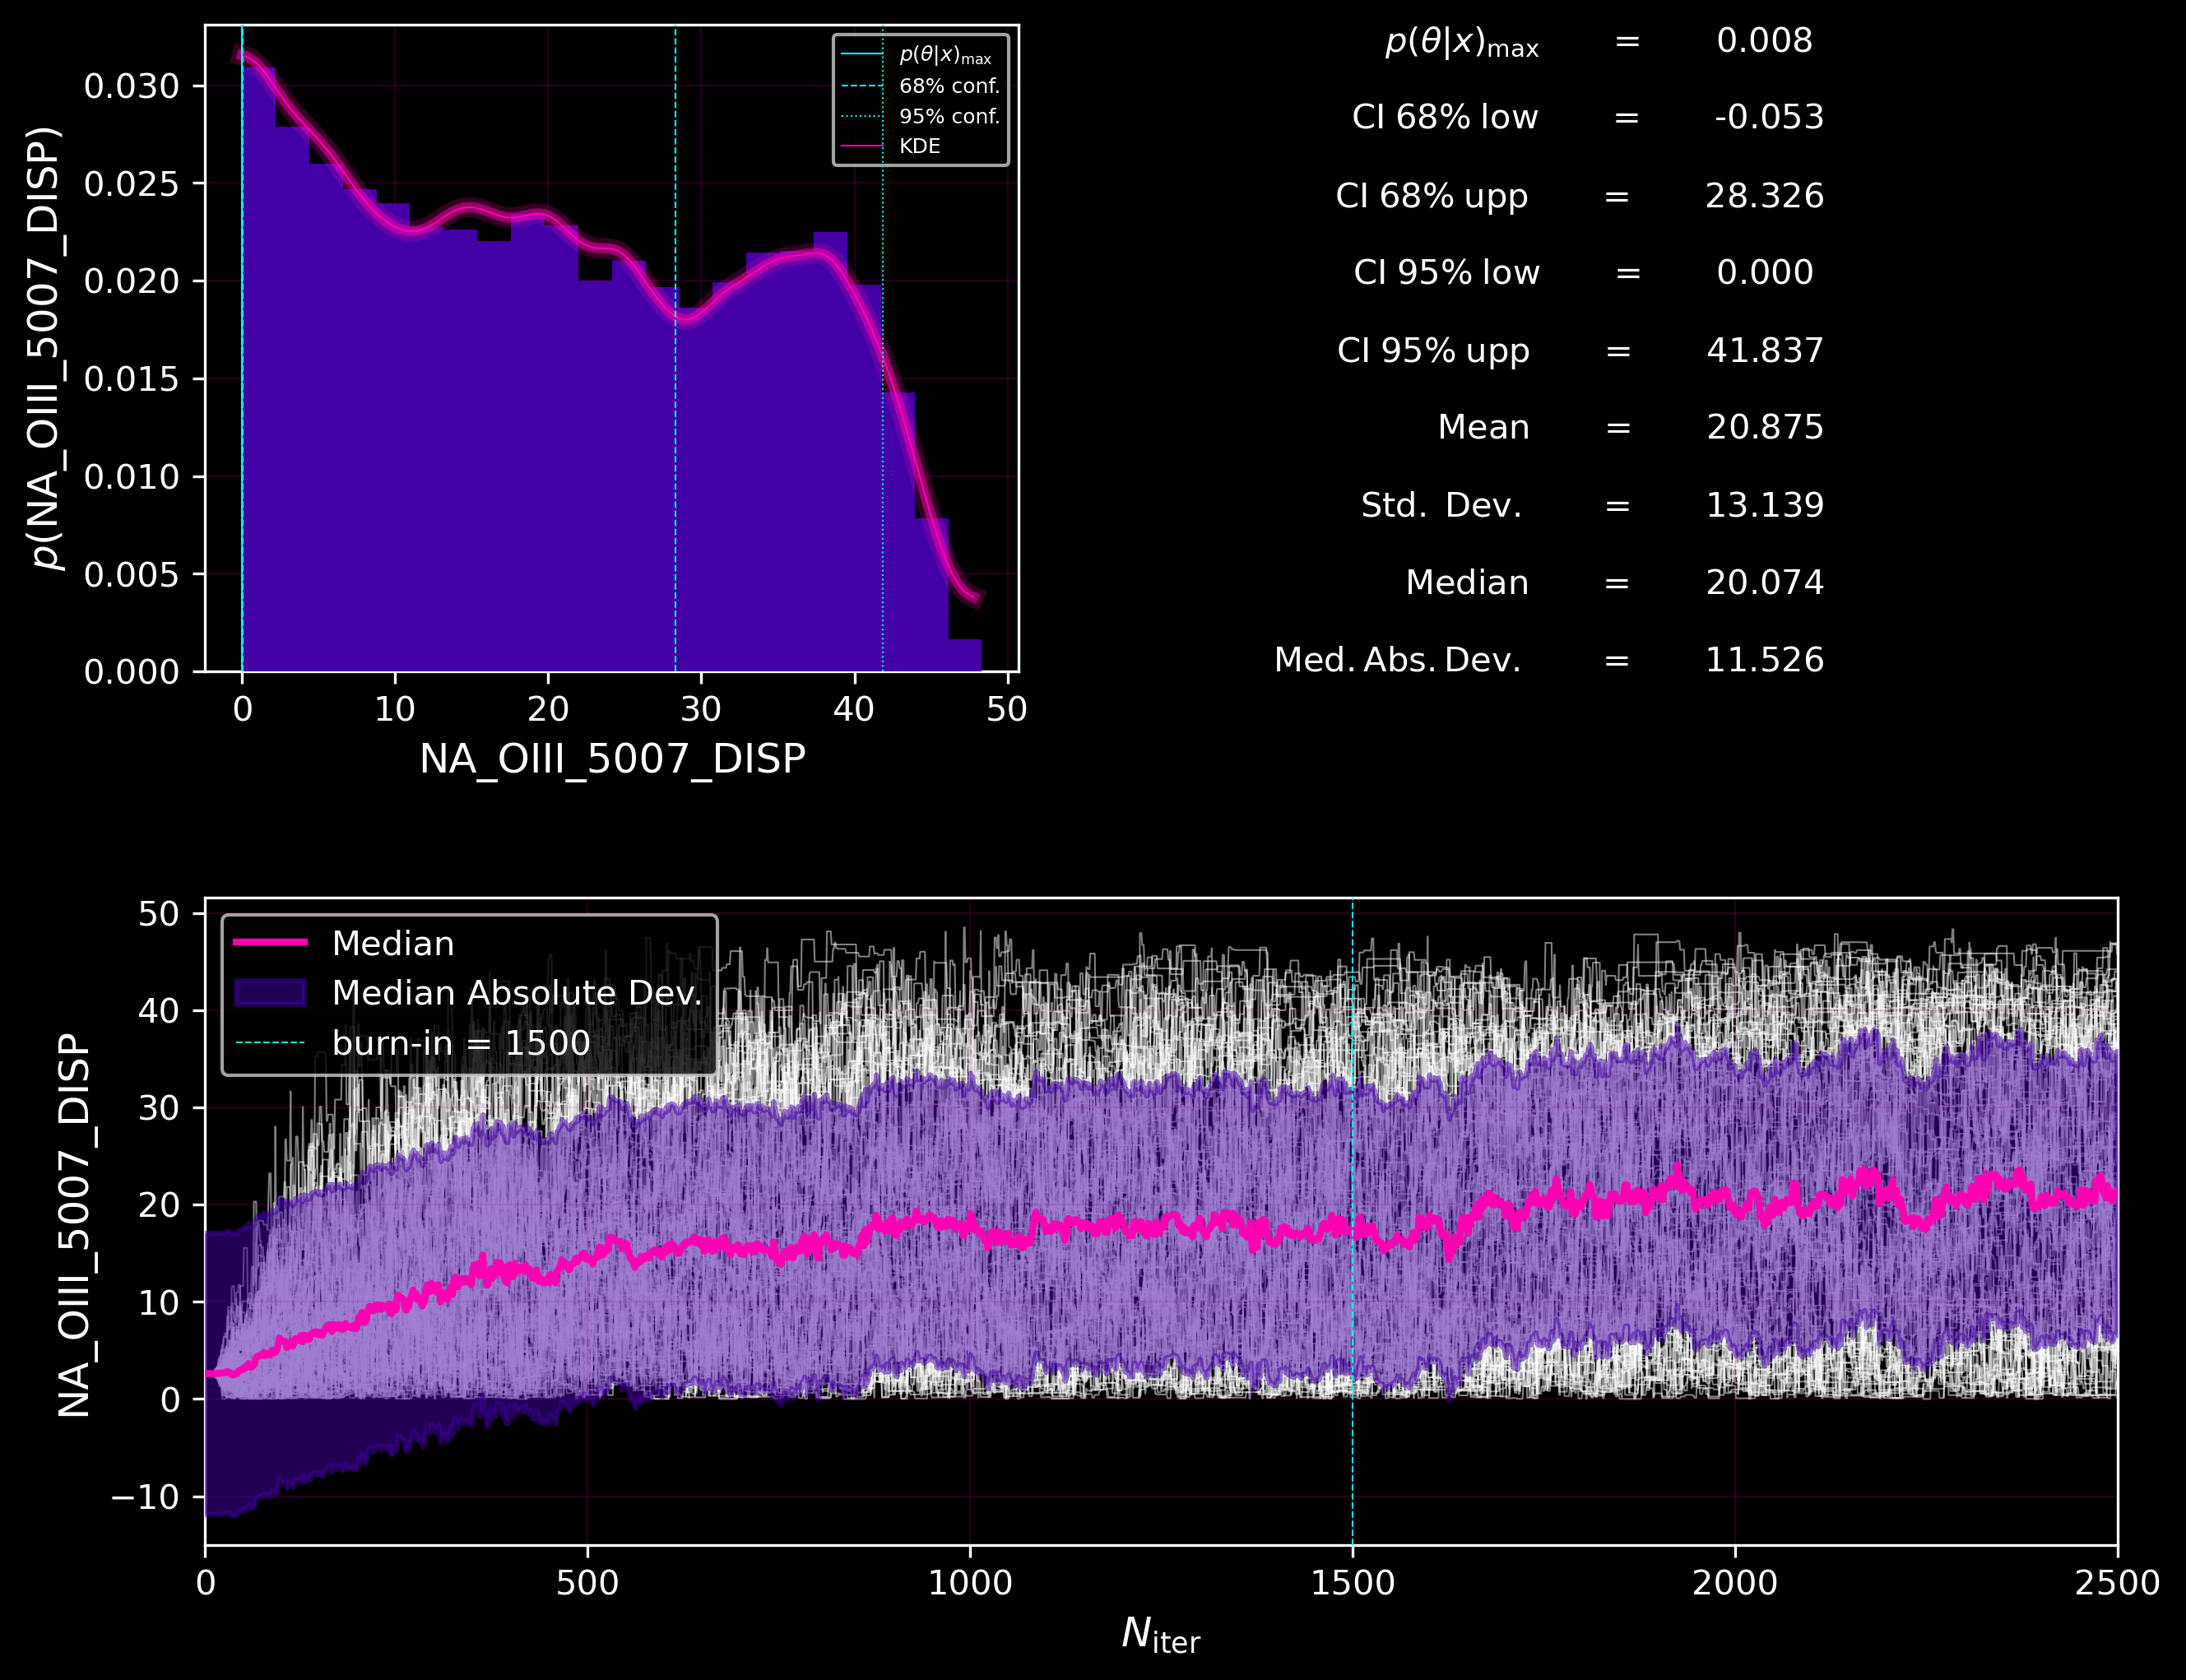 p(NA_OIII_5007_DISP)
0.030
0.025
0.020
0.015
0.010
0.005
0.000
0 10 20 30 40 50
NA_OIII_5007_DISP
p(θ|x)max
68% conf.
95% conf.
KDE
p(θ|x)max = 0.008
CI 68% low = -0.053
CI 68% upp = 28.326
CI 95% low = 0.000
CI 95% upp = 41.837
Mean = 20.875
Std. Dev. = 13.139
Median = 20.074
Med. Abs. Dev. = 11.526
NA_OIII_5007_DISP
50
40
30
20
10
0
−10
Median
Median Absolute Dev.
burn-in = 1500
0 500 1000 1500 2000 2500
Niter